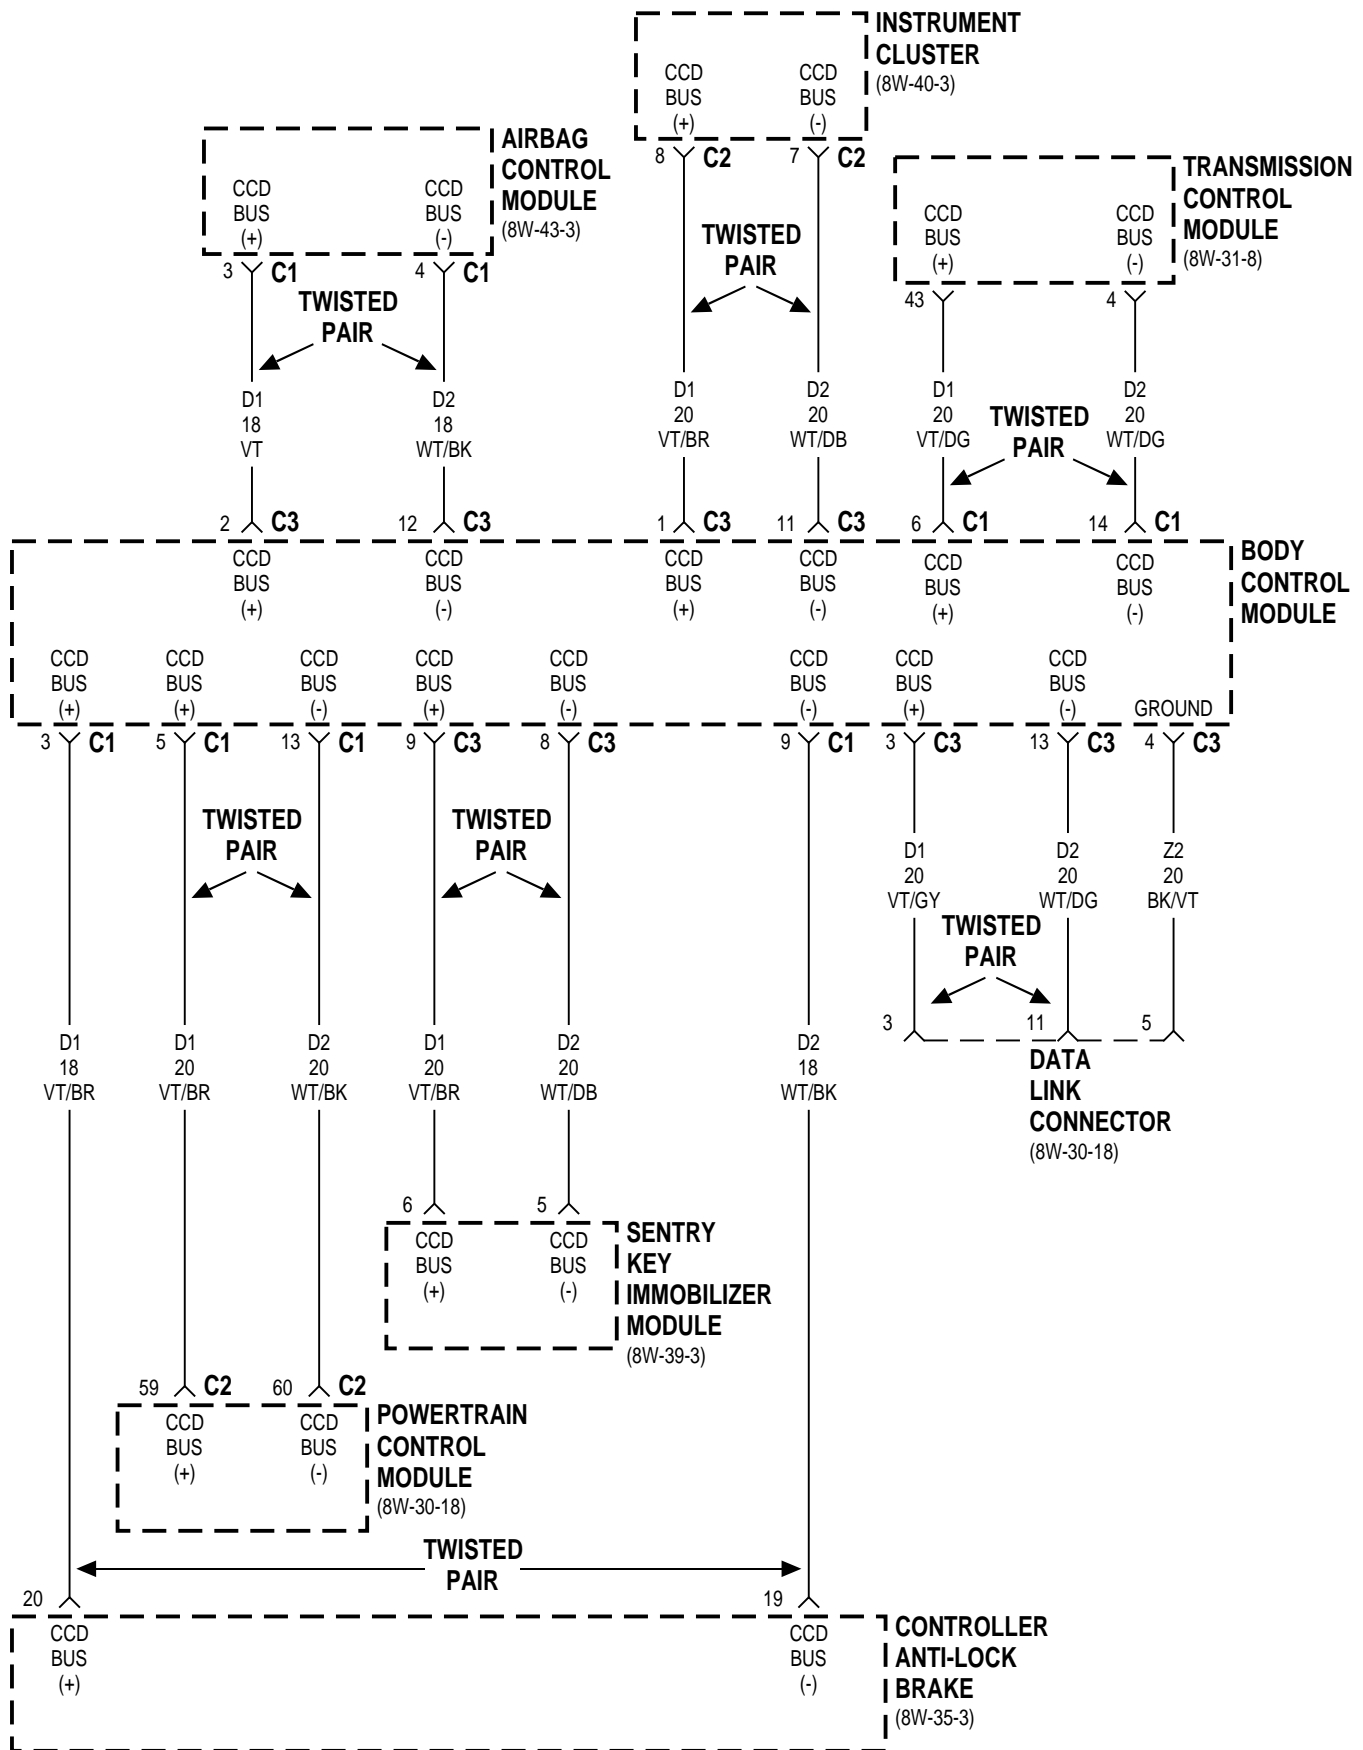 INSTRUMENT
CLUSTER
(8W-40-3)
CCD
BUS
(+)
CCD
BUS
(-)
8 C2
7 C2
AIRBAG
CONTROL
MODULE
(8W-43-3)
CCD
BUS
(+)
CCD
BUS
(-)
3 C1
4 C1
TRANSMISSION
CONTROL
MODULE
(8W-31-8)
CCD
BUS
(+)
CCD
BUS
(-)
43
4
TWISTED
PAIR
TWISTED
PAIR
TWISTED
PAIR
D1
18
VT
D2
18
WT/BK
D1
20
VT/BR
D2
20
WT/DB
D1
20
VT/DG
D2
20
WT/DG
2 C3
12 C3
1 C3
11 C3
6 C1
14 C1
BODY
CONTROL
MODULE
CCD
BUS
(+)
CCD
BUS
(-)
CCD
BUS
(+)
CCD
BUS
(-)
CCD
BUS
(+)
CCD
BUS
(-)
CCD
BUS
(+)
CCD
BUS
(+)
CCD
BUS
(-)
CCD
BUS
(+)
CCD
BUS
(-)
CCD
BUS
(-)
CCD
BUS
(+)
CCD
BUS
(-)
GROUND
3 C1
5 C1
13 C1
9 C3
8 C3
9 C1
3 C3
13 C3
4 C3
TWISTED
PAIR
TWISTED
PAIR
D1
20
VT/GY
D2
20
WT/DG
Z2
20
BK/VT
TWISTED
PAIR
3
11
5
DATA
LINK
CONNECTOR
(8W-30-18)
D1
18
VT/BR
D1
20
VT/BR
D2
20
WT/BK
D1
20
VT/BR
D2
20
WT/DB
D2
18
WT/BK
6
5
CCD
BUS
(+)
CCD
BUS
(-)
SENTRY
KEY
IMMOBILIZER
MODULE
(8W-39-3)
59 C2
60 C2
CCD
BUS
(+)
CCD
BUS
(-)
POWERTRAIN
CONTROL
MODULE
(8W-30-18)
TWISTED
PAIR
20
19
CCD
BUS
(+)
CCD
BUS
(-)
CONTROLLER
ANTI-LOCK
BRAKE
(8W-35-3)